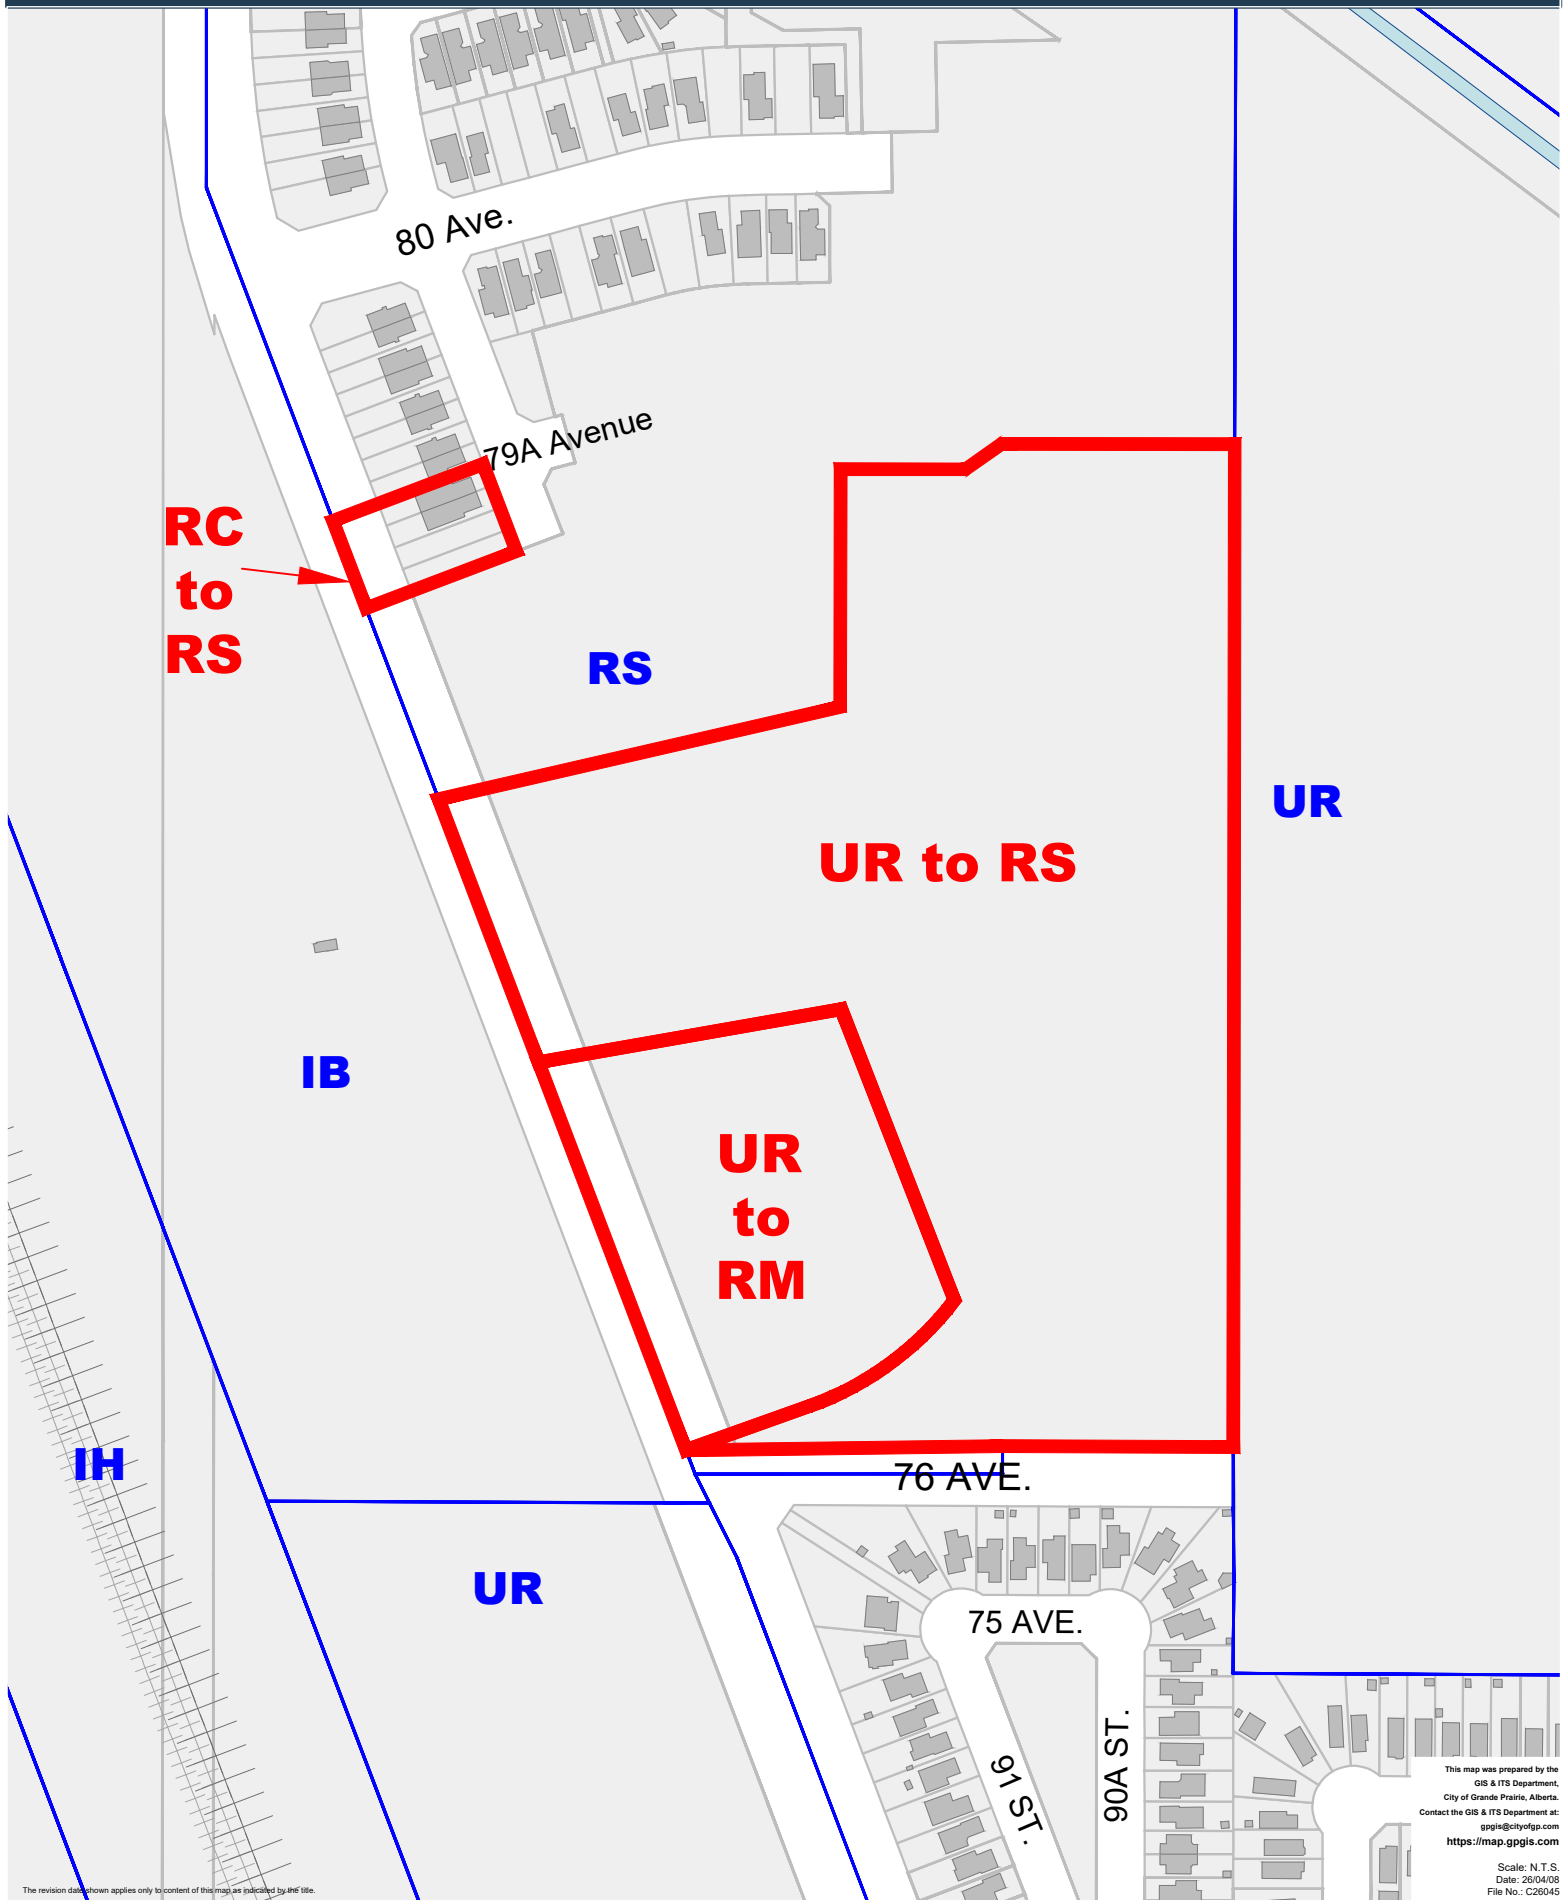 80 Ave.
79A Avenue
RC
to
RS
RS
UR
UR to RS
IB
UR
to
RM
IH
76 AVE.
UR
75 AVE.
91 ST.
90A ST.
This map was prepared by the
GIS & ITS Department,
City of Grande Prairie, Alberta.
Contact the GIS & ITS Department at:
gpgis@cityofgp.com
https://map.gpgis.com
Scale: N.T.S.
Date: 26/04/08
File No.: C26045
The revision date shown applies only to content of this map as indicated by the title.